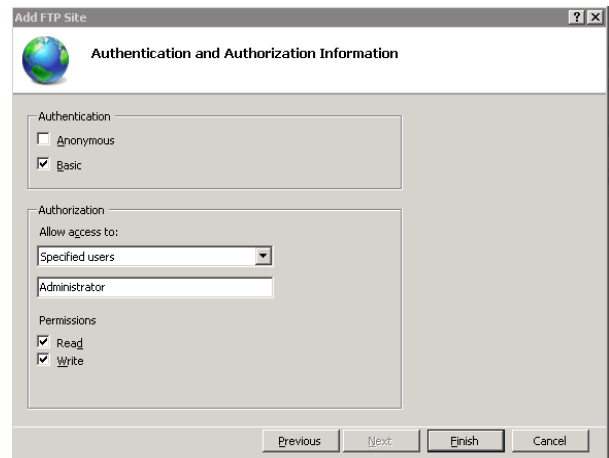 Add FTP Site
Authentication and Authorization Information
Authentication
Anonymous
Basic
Authorization
Allow access to:
Specified users
Administrator
Permissions
Read
Write
Previous Next Finish Cancel